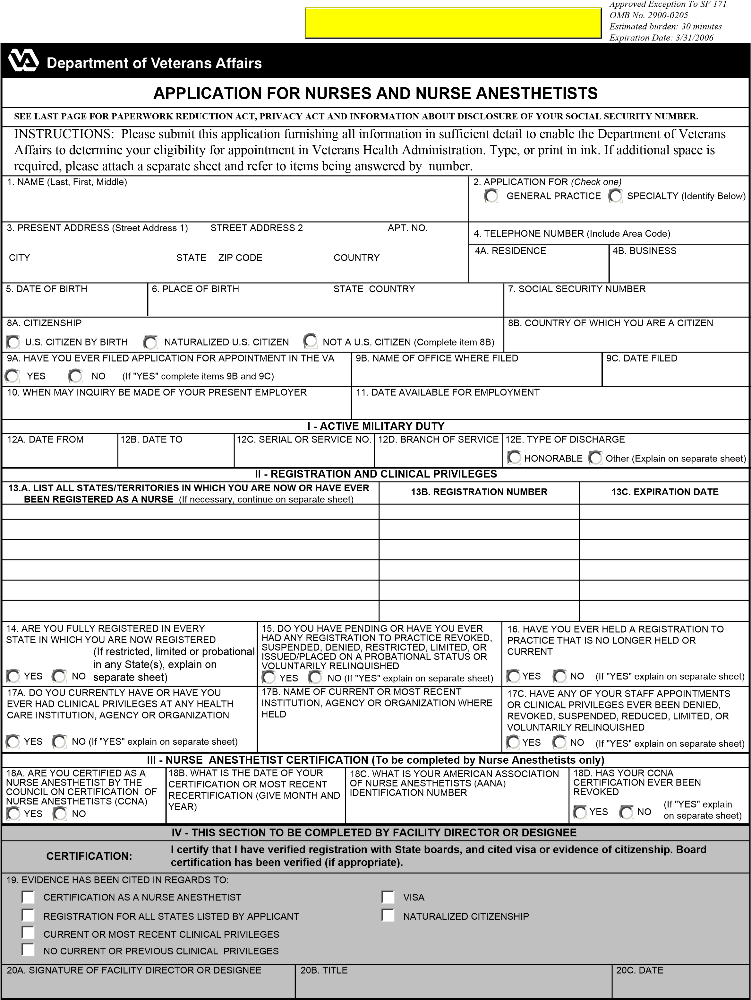 Approved Exception To SF 171
OMB No. 2900-0205
Estimated burden: 30 minutes
Expiration Date: 3/31/2006
VA Department of Veterans Affairs
APPLICATION FOR NURSES AND NURSE ANESTHETISTS
SEE LAST PAGE FOR PAPERWORK REDUCTION ACT, PRIVACY ACT AND INFORMATION ABOUT DISCLOSURE OF YOUR SOCIAL SECURITY NUMBER.
INSTRUCTIONS: Please submit this application furnishing all information in sufficient detail to enable the Department of Veterans
Affairs to determine your eligibility for appointment in Veterans Health Administration. Type, or print in ink. If additional space is
required, please attach a separate sheet and refer to items being answered by number.
1. NAME (Last, First, Middle)
2. APPLICATION FOR (Check one)
GENERAL PRACTICE SPECIALTY (Identify Below)
3. PRESENT ADDRESS (Street Address 1) STREET ADDRESS 2 APT. NO.
CITY STATE ZIP CODE COUNTRY
4. TELEPHONE NUMBER (Include Area Code)
4A. RESIDENCE
4B. BUSINESS
5. DATE OF BIRTH
6. PLACE OF BIRTH STATE COUNTRY
7. SOCIAL SECURITY NUMBER
8A. CITIZENSHIP
U.S. CITIZEN BY BIRTH NATURALIZED U.S. CITIZEN NOT A U.S. CITIZEN (Complete item 8B)
8B. COUNTRY OF WHICH YOU ARE A CITIZEN
9A. HAVE YOU EVER FILED APPLICATION FOR APPOINTMENT IN THE VA
YES NO (If "YES" complete items 9B and 9C)
9B. NAME OF OFFICE WHERE FILED
9C. DATE FILED
10. WHEN MAY INQUIRY BE MADE OF YOUR PRESENT EMPLOYER
11. DATE AVAILABLE FOR EMPLOYMENT
I - ACTIVE MILITARY DUTY
12A. DATE FROM
12B. DATE TO
12C. SERIAL OR SERVICE NO.
12D. BRANCH OF SERVICE
12E. TYPE OF DISCHARGE
HONORABLE Other (Explain on separate sheet)
II - REGISTRATION AND CLINICAL PRIVILEGES
13.A. LIST ALL STATES/TERRITORIES IN WHICH YOU ARE NOW OR HAVE EVER
BEEN REGISTERED AS A NURSE (If necessary, continue on separate sheet)
13B. REGISTRATION NUMBER
13C. EXPIRATION DATE
14. ARE YOU FULLY REGISTERED IN EVERY
STATE IN WHICH YOU ARE NOW REGISTERED
(If restricted, limited or probational
in any State(s), explain on
YES NO separate sheet)
15. DO YOU HAVE PENDING OR HAVE YOU EVER
HAD ANY REGISTRATION TO PRACTICE REVOKED,
SUSPENDED, DENIED, RESTRICTED, LIMITED, OR
ISSUED/PLACED ON A PROBATIONAL STATUS OR
VOLUNTARILY RELINQUISHED
YES NO (If "YES" explain on separate sheet)
16. HAVE YOU EVER HELD A REGISTRATION TO
PRACTICE THAT IS NO LONGER HELD OR
CURRENT
YES NO (If "YES" explain on separate sheet)
17A. DO YOU CURRENTLY HAVE OR HAVE YOU
EVER HAD CLINICAL PRIVILEGES AT ANY HEALTH
CARE INSTITUTION, AGENCY OR ORGANIZATION
YES NO (If "YES" explain on separate sheet)
17B. NAME OF CURRENT OR MOST RECENT
INSTITUTION, AGENCY OR ORGANIZATION WHERE
HELD
17C. HAVE ANY OF YOUR STAFF APPOINTMENTS
OR CLINICAL PRIVILEGES EVER BEEN DENIED,
REVOKED, SUSPENDED, REDUCED, LIMITED, OR
VOLUNTARILY RELINQUISHED
YES NO (If "YES" explain on separate sheet)
III - NURSE ANESTHETIST CERTIFICATION (To be completed by Nurse Anesthetists only)
18A. ARE YOU CERTIFIED AS A
NURSE ANESTHETIST BY THE
COUNCIL ON CERTIFICATION OF
NURSE ANESTHETISTS (CCNA)
YES NO
18B. WHAT IS THE DATE OF YOUR
CERTIFICATION OR MOST RECENT
RECERTIFICATION (GIVE MONTH AND
YEAR)
18C. WHAT IS YOUR AMERICAN ASSOCIATION
OF NURSE ANESTHETISTS (AANA)
IDENTIFICATION NUMBER
18D. HAS YOUR CCNA
CERTIFICATION EVER BEEN
REVOKED
YES NO (If "YES" explain
on separate sheet)
IV - THIS SECTION TO BE COMPLETED BY FACILITY DIRECTOR OR DESIGNEE
CERTIFICATION:
I certify that I have verified registration with State boards, and cited visa or evidence of citizenship. Board
certification has been verified (if appropriate).
19. EVIDENCE HAS BEEN CITED IN REGARDS TO:
CERTIFICATION AS A NURSE ANESTHETIST VISA
REGISTRATION FOR ALL STATES LISTED BY APPLICANT NATURALIZED CITIZENSHIP
CURRENT OR MOST RECENT CLINICAL PRIVILEGES
NO CURRENT OR PREVIOUS CLINICAL PRIVILEGES
20A. SIGNATURE OF FACILITY DIRECTOR OR DESIGNEE
20B. TITLE
20C. DATE